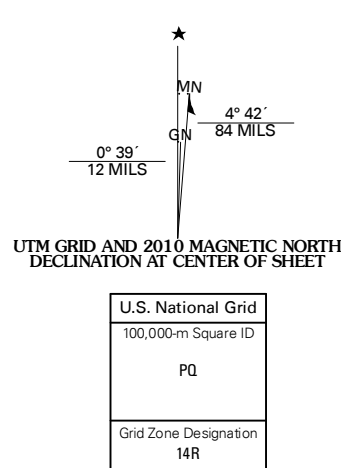 ★
MN
4° 42´
84 MILS
GN
0° 39´
12 MILS
UTM GRID AND 2010 MAGNETIC NORTH
DECLINATION AT CENTER OF SHEET
U.S. National Grid
100,000-m Square ID
PQ
Grid Zone Designation
14R